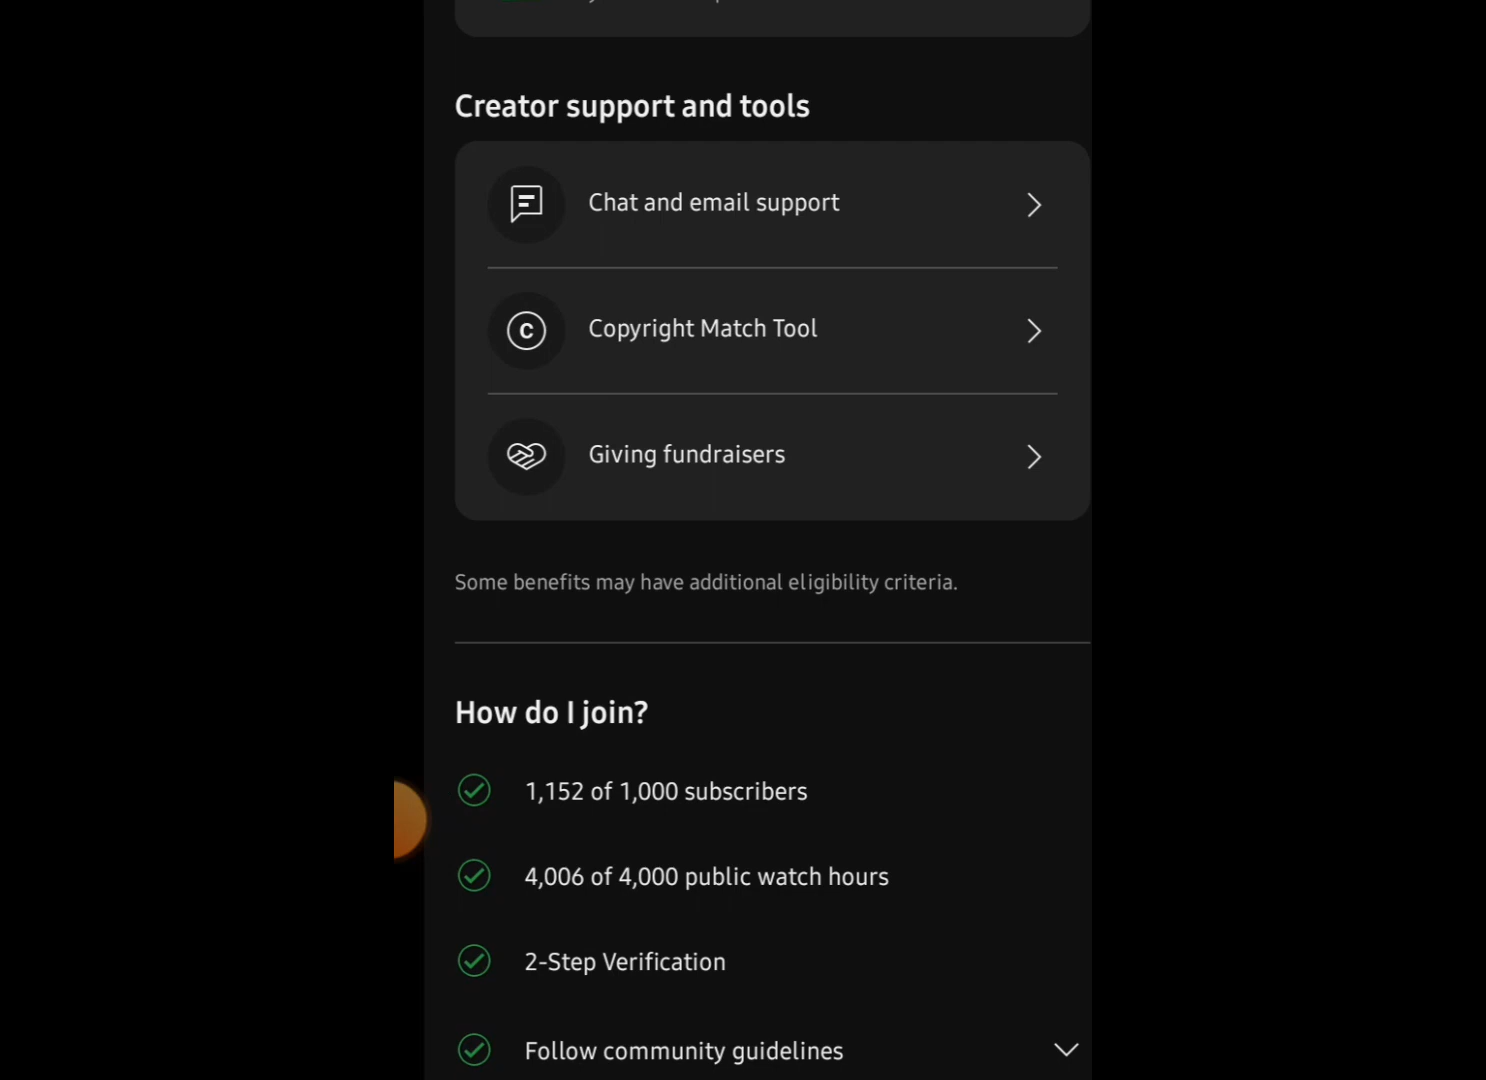 Creator support and tools
Chat and email support
Copyright Match Tool
Giving fundraisers
Some benefits may have additional eligibility criteria.
How do I join?
1,152 of 1,000 subscribers
4,006 of 4,000 public watch hours
2-Step Verification
Follow community guidelines